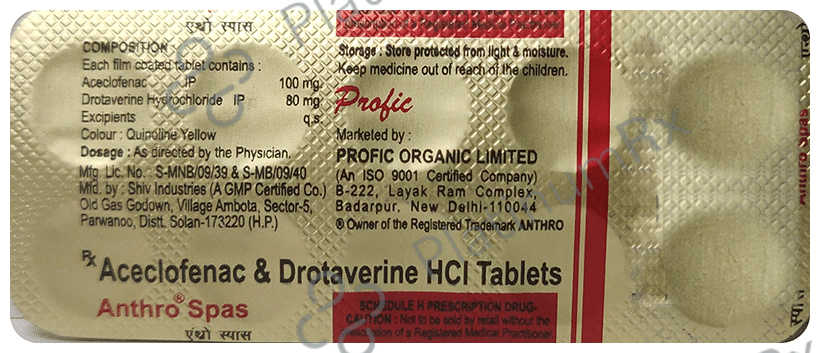 एंथ्रो स्पास
COMPOSITION :
Each film coated tablet contains :
Aceclofenac IP 100 mg.
Drotaverine Hydrochloride IP 80 mg
Excipients q.s.
Colour : Quinoline Yellow
Dosage : As directed by the Physician.
Mfg. Lic. No. : S-MNB/09/39 & S-MB/09/40
Mfd. by : Shiv Industries (A GMP Certified Co.)
Old Gas Godown, Village Ambota, Sector-5,
Parwanoo, Distt. Solan-173220 (H.P.)
a Registered Medical Practitioner
Storage : Store protected from light & moisture.
Keep medicine out of reach of the children.
Profic
Marketed by :
PROFIC ORGANIC LIMITED
(An ISO 9001 Certified Company)
B-222, Layak Ram Complex,
Badarpur, New Delhi-110044
® Owner of the Registered Trademark ANTHRO
Rx Aceclofenac & Drotaverine HCl Tablets
Anthro® Spas
एंथ्रो स्पास
SCHEDULE H PRESCRIPTION DRUG-
CAUTION : Not to be sold by retail without the
of a Registered Medical Practitioner
Anthro Spas
स्पास
PlatinumRx